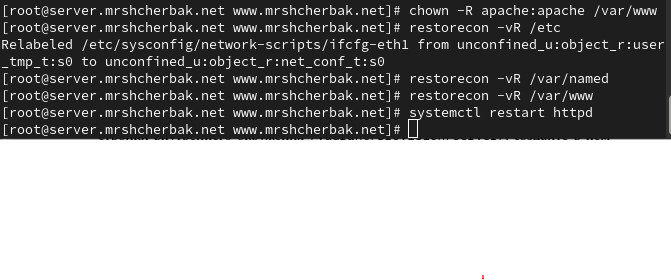 [root@server.mrshcherbak.net www.mrshcherbak.net]# chown -R apache:apache /var/www
[root@server.mrshcherbak.net www.mrshcherbak.net]# restorecon -vR /etc
Relabeled /etc/sysconfig/network-scripts/ifcfg-eth1 from unconfined_u:object_r:user
_tmp_t:s0 to unconfined_u:object_r:net_conf_t:s0
[root@server.mrshcherbak.net www.mrshcherbak.net]# restorecon -vR /var/named
[root@server.mrshcherbak.net www.mrshcherbak.net]# restorecon -vR /var/www
[root@server.mrshcherbak.net www.mrshcherbak.net]# systemctl restart httpd
[root@server.mrshcherbak.net www.mrshcherbak.net]#